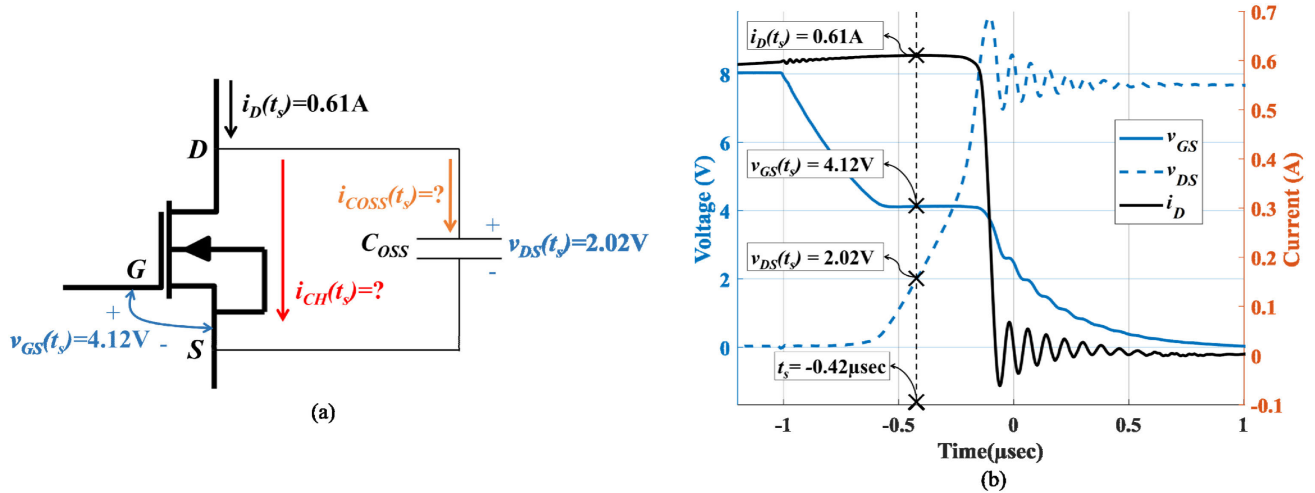 i_D(t_s)=0.61A
D
i_COSS(t_s)=?
+
C_OSS
v_DS(t_s)=2.02V
-
G
i_CH(t_s)=?
+
v_GS(t_s)=4.12V
-
S
(a)
i_D(t_s) = 0.61A
v_GS(t_s) = 4.12V
v_DS(t_s) = 2.02V
t_s= -0.42μsec
v_GS
v_DS
i_D
Voltage (V)
8
6
4
2
0
Current (A)
0.7
0.6
0.5
0.4
0.3
0.2
0.1
0
-0.1
-1
-0.5
0
0.5
1
Time(μsec)
(b)